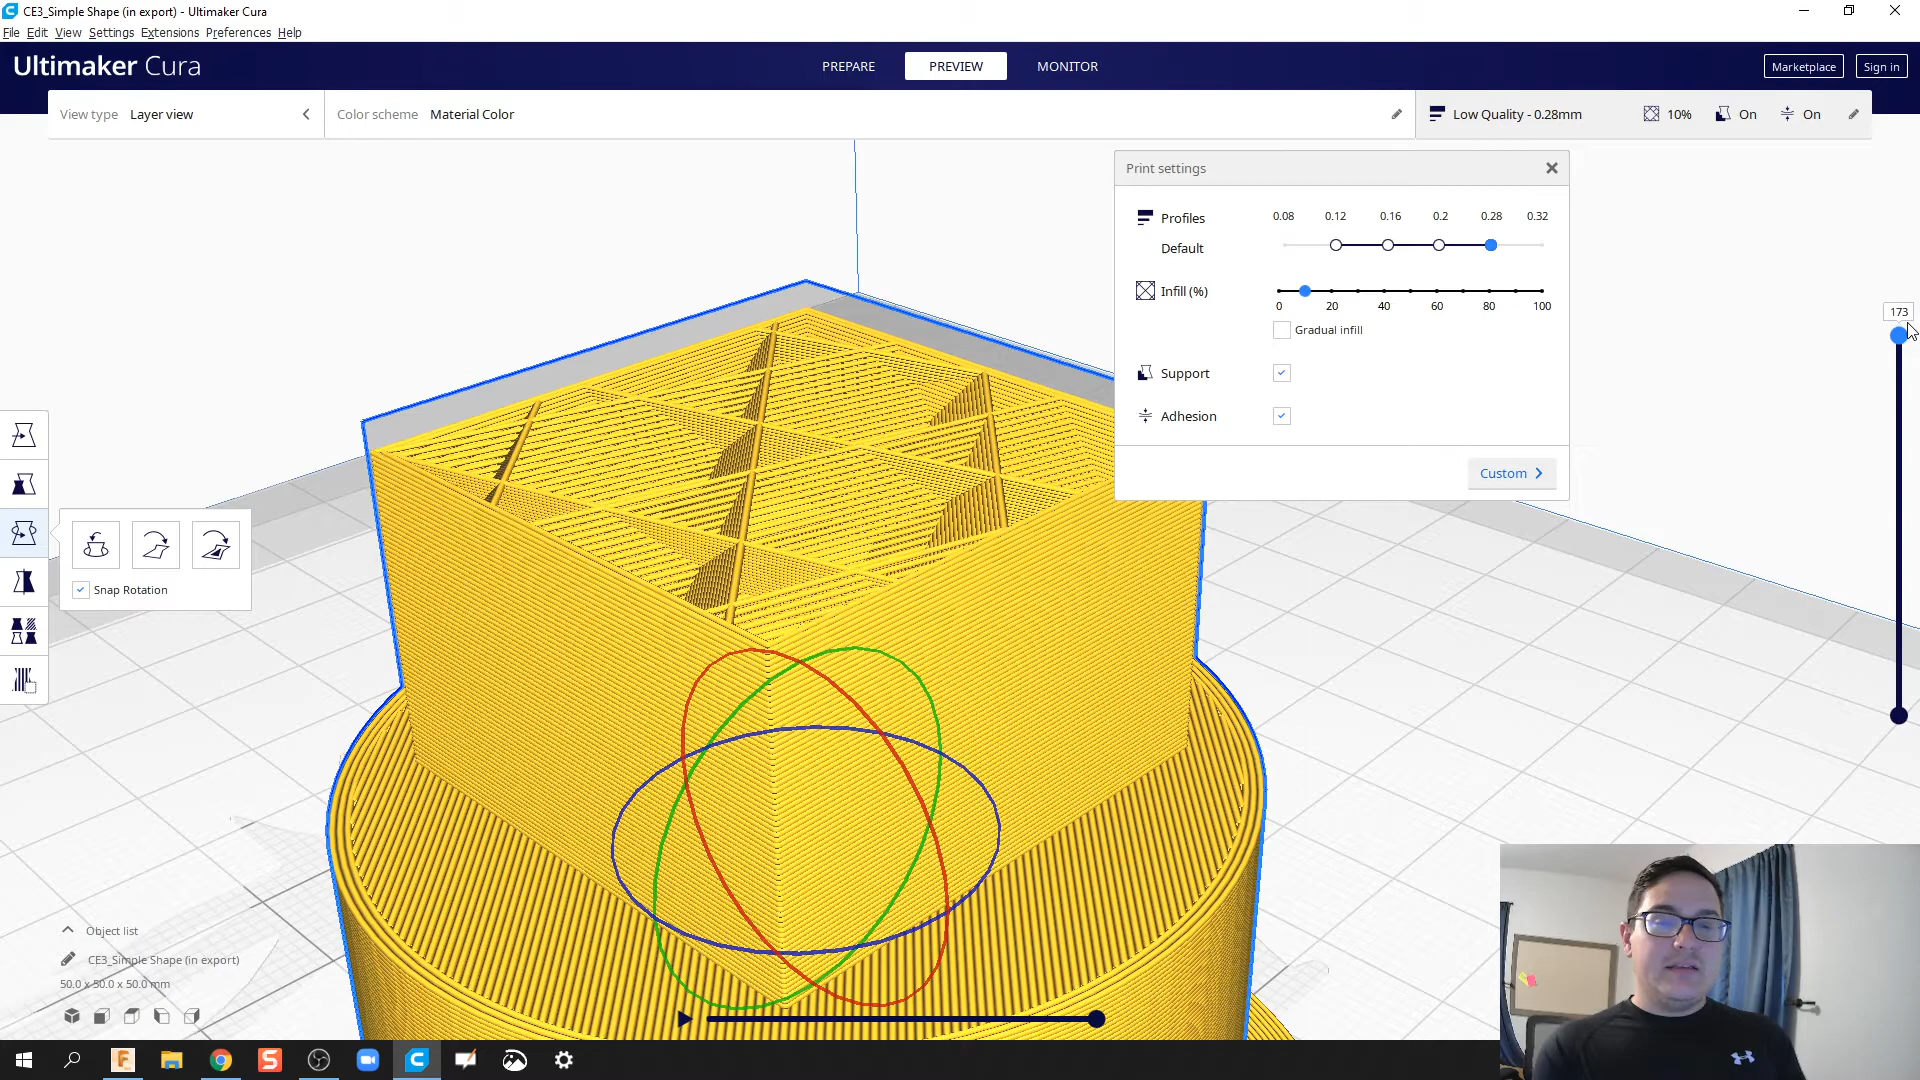 CE3_Simple Shape (in export) - Ultimaker Cura
File Edit View Settings Extensions Preferences Help
Ultimaker Cura
PREPARE
PREVIEW
MONITOR
Marketplace
Sign in
View type Layer view
Color scheme Material Color
Low Quality - 0.28mm
10%
On
On
Print settings
Profiles
0.08 0.12 0.16 0.2 0.28 0.32
Default
Infill (%)
0 20 40 60 80 100
Gradual infill
Support
Adhesion
Custom
173
Snap Rotation
Object list
CE3_Simple Shape (in export)
50.0 x 50.0 x 50.0 mm